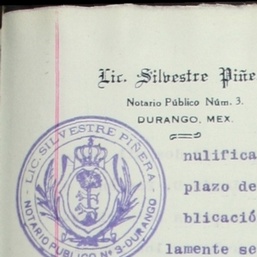 Lic. Silvestre Piñe
Notario Público Núm. 3.
DURANGO, MEX.
LIC. SILVESTRE PIÑERA
NOTARIO PUBLICO Nº 3-DURANGO
nulifica
plazo de
blicació
lamente se